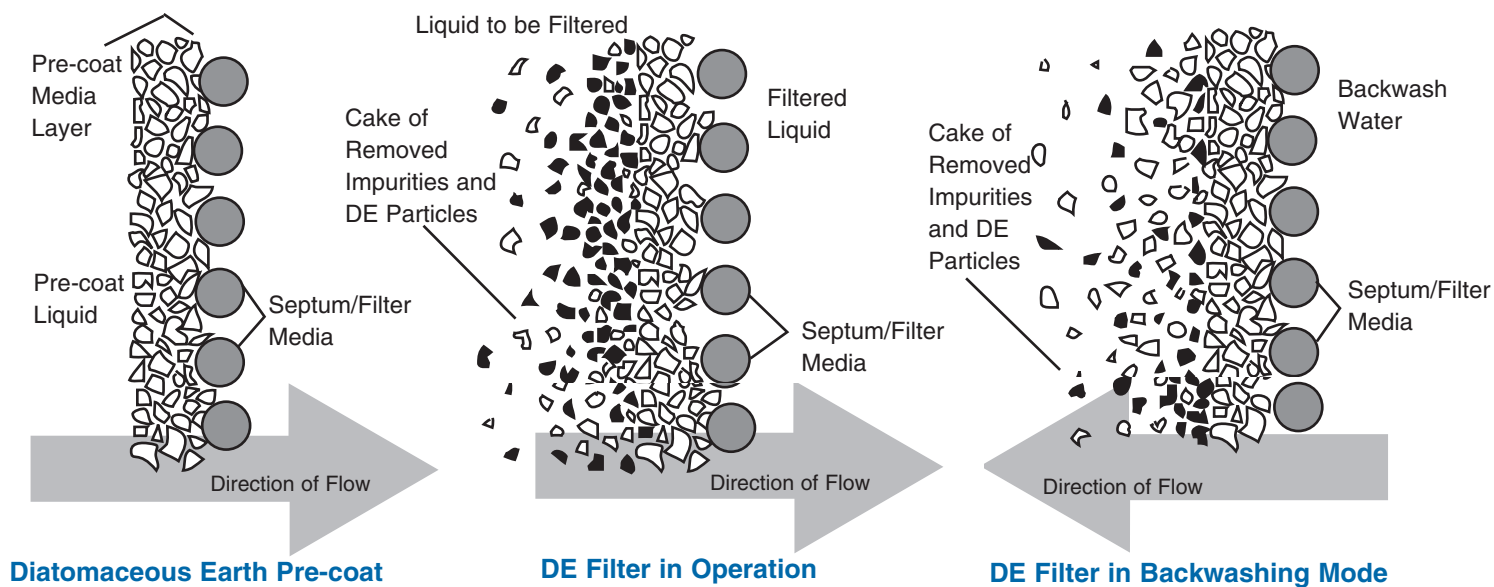 Pre-coat
Media
Layer
Pre-coat
Liquid
Septum/Filter
Media
Direction of Flow
Diatomaceous Earth Pre-coat
Liquid to be Filtered
Cake of
Removed
Impurities and
DE Particles
Filtered
Liquid
Septum/Filter
Media
Direction of Flow
DE Filter in Operation
Cake of
Removed
Impurities
and DE
Particles
Backwash
Water
Septum/Filter
Media
Direction of Flow
DE Filter in Backwashing Mode